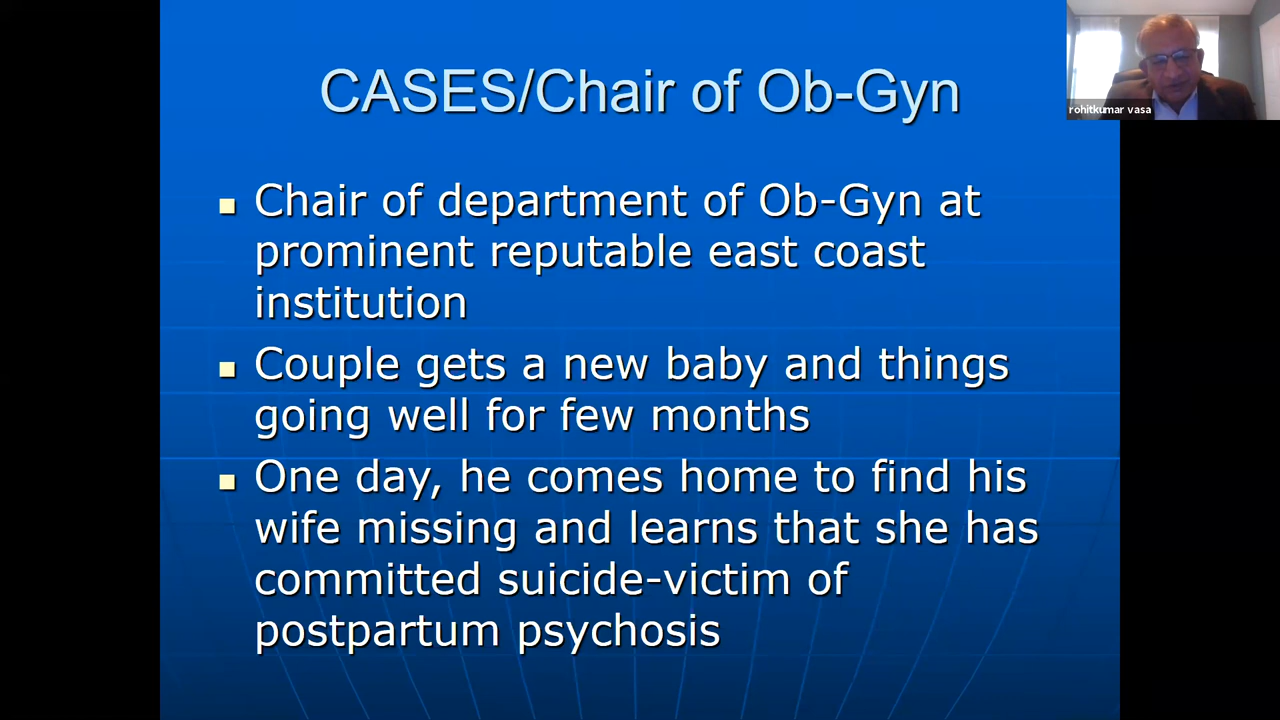 CASES/Chair of Ob-Gyn
rohitkumar vasa
Chair of department of Ob-Gyn at
prominent reputable east coast
institution
Couple gets a new baby and things
going well for few months
One day, he comes home to find his
wife missing and learns that she has
committed suicide-victim of
postpartum psychosis